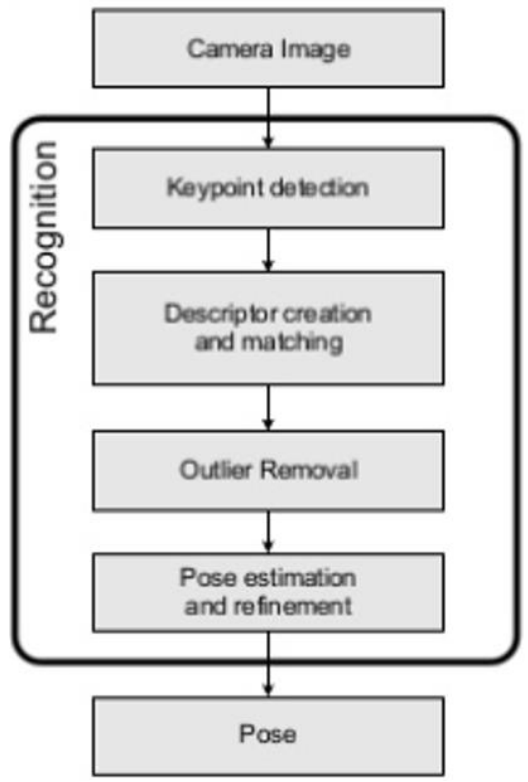 Camera Image
Recognition
Keypoint detection
Descriptor creation
and matching
Outlier Removal
Pose estimation
and refinement
Pose